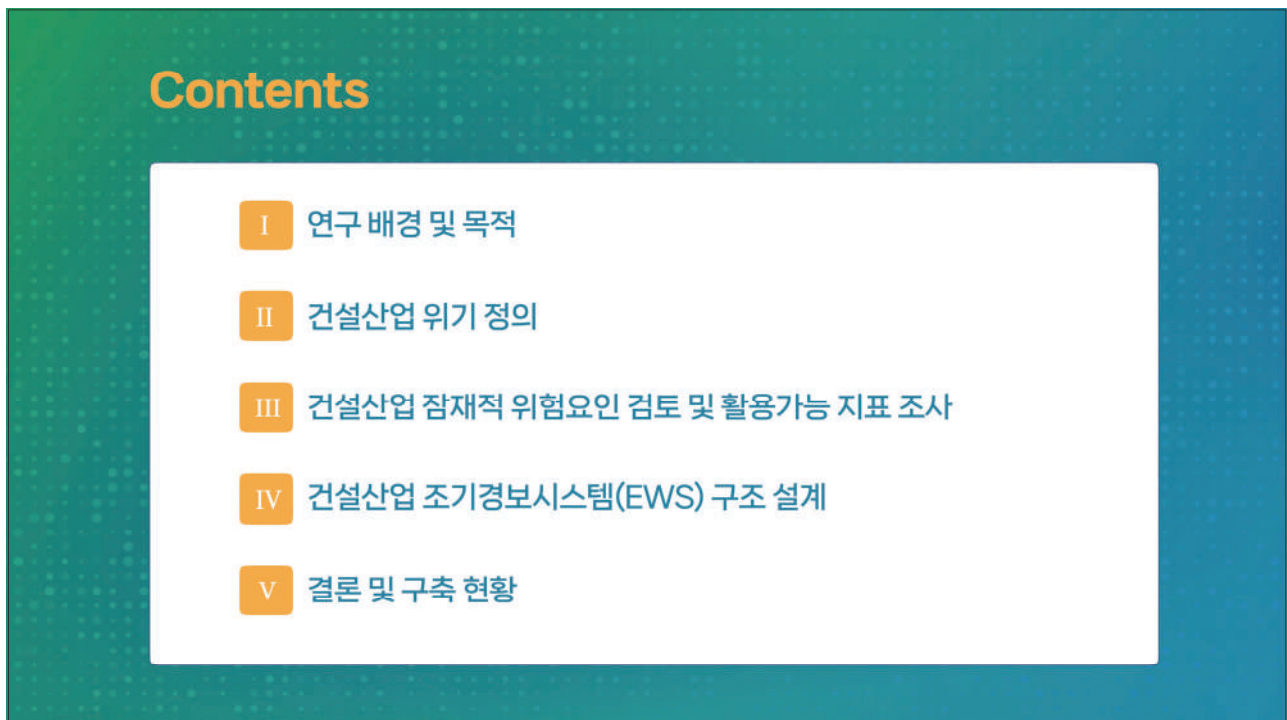 Contents
I 연구 배경 및 목적
II 건설산업 위기 정의
III 건설산업 잠재적 위험요인 검토 및 활용가능 지표 조사
IV 건설산업 조기경보시스템(EWS) 구조 설계
V 결론 및 구축 현황